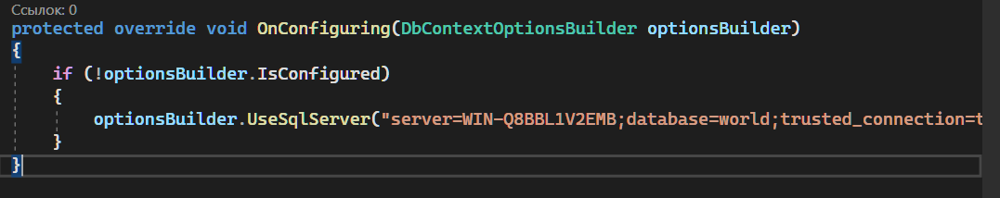 Ссылок: 0
protected override void OnConfiguring(DbContextOptionsBuilder optionsBuilder)
{
if (!optionsBuilder.IsConfigured)
{
optionsBuilder.UseSqlServer("server=WIN-Q8BBL1V2EMB;database=world;trusted_connection=t
}
}